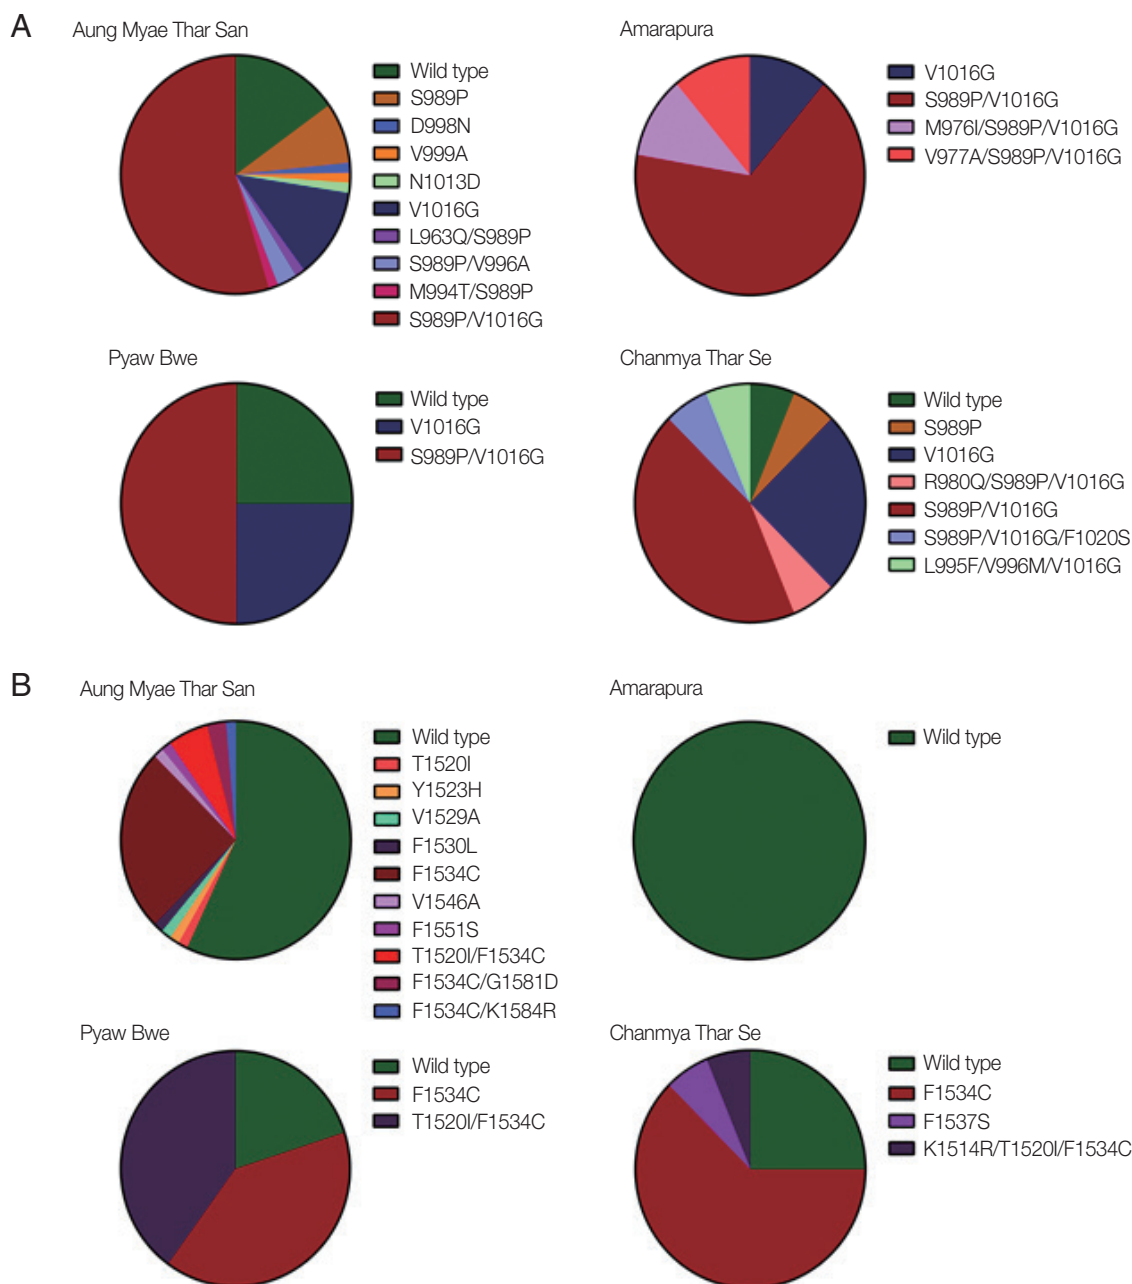 A
Aung Myae Thar San
Wild type
S989P
D998N
V999A
N1013D
V1016G
L963Q/S989P
S989P/V996A
M994T/S989P
S989P/V1016G
Amarapura
V1016G
S989P/V1016G
M976I/S989P/V1016G
V977A/S989P/V1016G
Pyaw Bwe
Wild type
V1016G
S989P/V1016G
Chanmya Thar Se
Wild type
S989P
V1016G
R980Q/S989P/V1016G
S989P/V1016G
S989P/V1016G/F1020S
L995F/V996M/V1016G
B
Aung Myae Thar San
Wild type
T1520I
Y1523H
V1529A
F1530L
F1534C
V1546A
F1551S
T1520I/F1534C
F1534C/G1581D
F1534C/K1584R
Amarapura
Wild type
Pyaw Bwe
Wild type
F1534C
T1520I/F1534C
Chanmya Thar Se
Wild type
F1534C
F1537S
K1514R/T1520I/F1534C